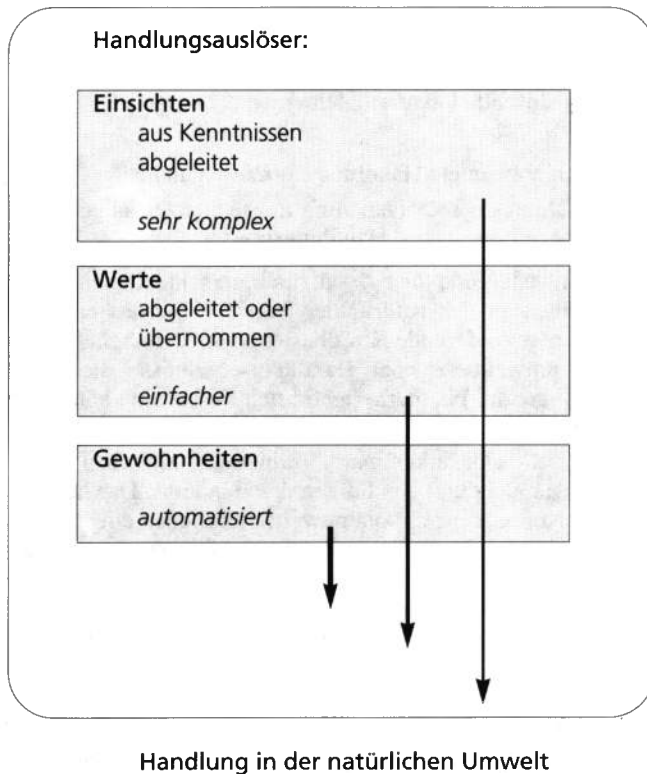 Handlungsauslöser:
Einsichten
aus Kenntnissen
abgeleitet
sehr komplex
Werte
abgeleitet oder
übernommen
einfacher
Gewohnheiten
automatisiert
Handlung in der natürlichen Umwelt